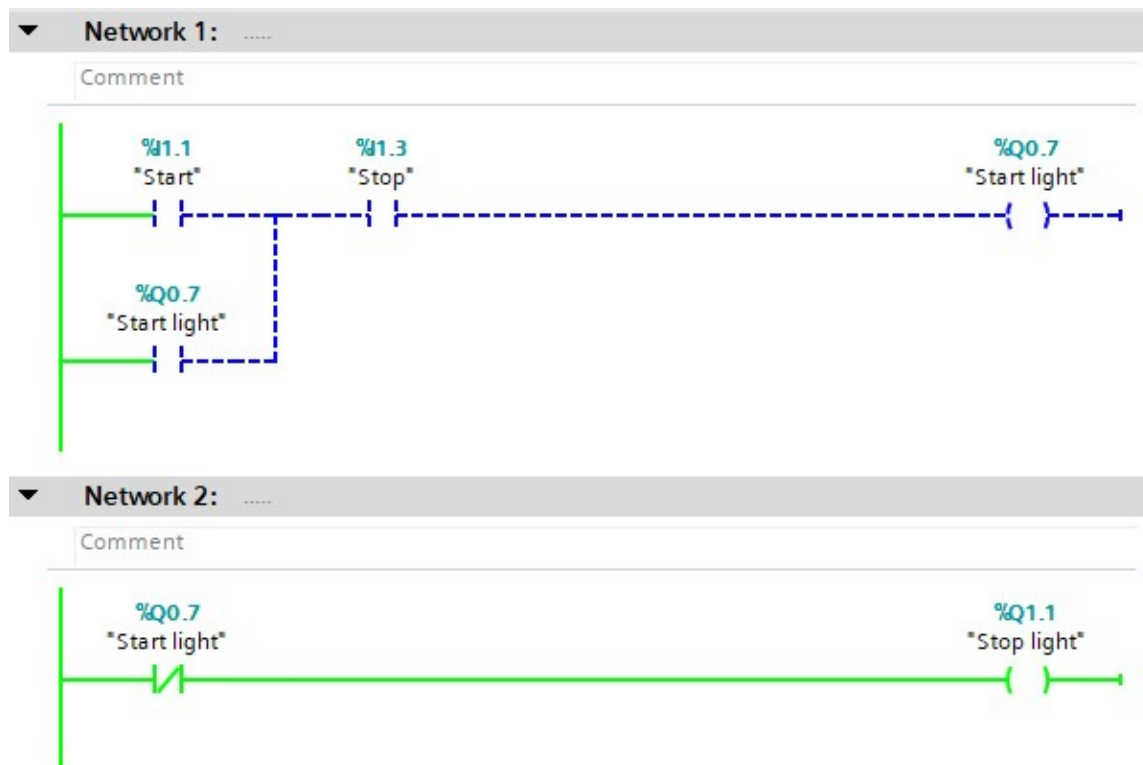 Network 1: .....
Comment
%I1.1 %I1.3 %Q0.7
"Start" "Stop" "Start light"
%Q0.7
"Start light"
Network 2: .....
Comment
%Q0.7 %Q1.1
"Start light" "Stop light"